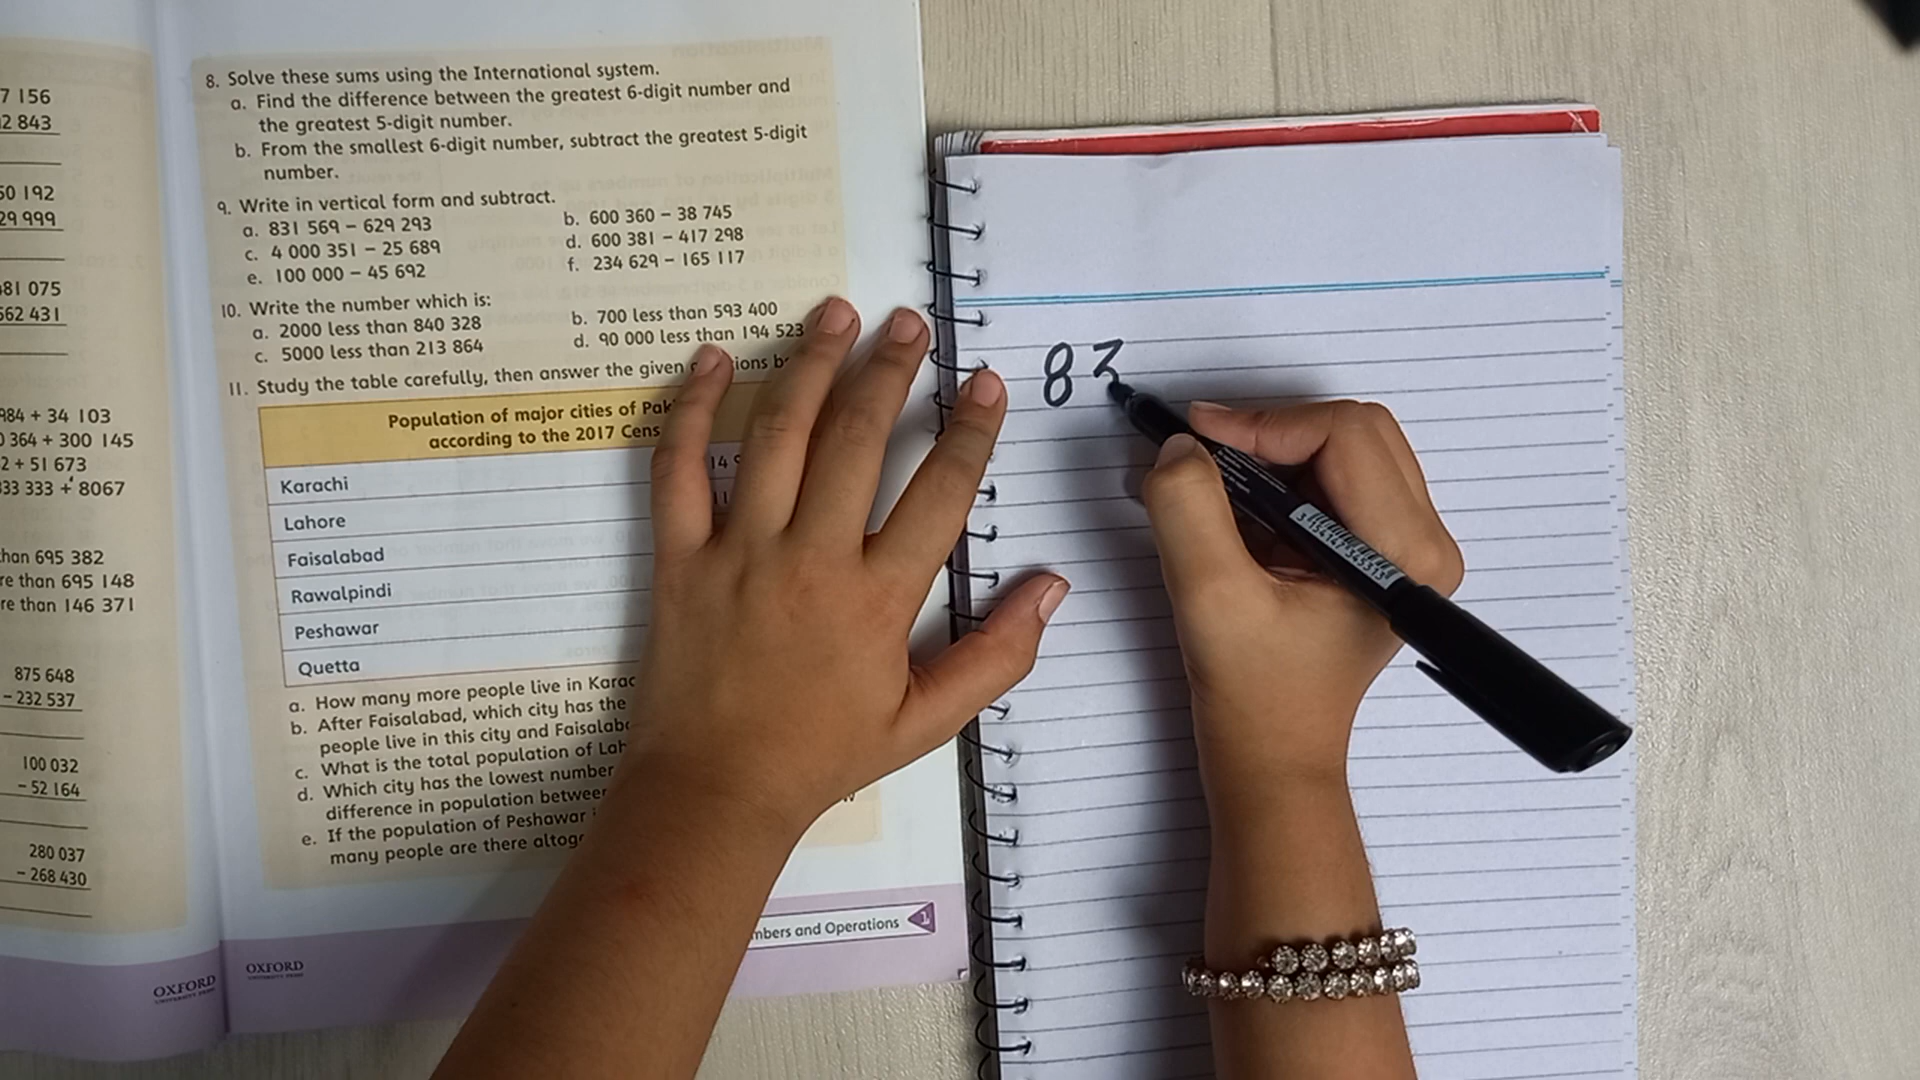 7 156
2 843
50 192
29 999
81 075
562 431
984 + 34 103
0 364 + 300 145
2 + 51 673
333 333 + 8067
than 695 382
re than 695 148
re than 146 371
875 648
– 232 537
100 032
– 52 164
280 037
– 268 430
OXFORD
8. Solve these sums using the International system.
a. Find the difference between the greatest 6-digit number and
the greatest 5-digit number.
b. From the smallest 6-digit number, subtract the greatest 5-digit
number.
9. Write in vertical form and subtract.
a. 831 569 – 629 293 b. 600 360 – 38 745
c. 4 000 351 – 25 689 d. 600 381 – 417 298
e. 100 000 – 45 692 f. 234 629 – 165 117
10. Write the number which is:
a. 2000 less than 840 328 b. 700 less than 593 400
c. 5000 less than 213 864 d. 90 000 less than 194 523
11. Study the table carefully, then answer the given
Population of major cities of Pak
according to the 2017 Cens
Karachi 14
Lahore 11
Faisalabad
Rawalpindi
Peshawar
Quetta
a. How many more people live in Karac
b. After Faisalabad, which city has the
people live in this city and Faisalab
c. What is the total population of Lah
d. Which city has the lowest number
difference in population between
e. If the population of Peshawar
many people are there altog
mbers and Operations 1
OXFORD
83
3 154147 345313